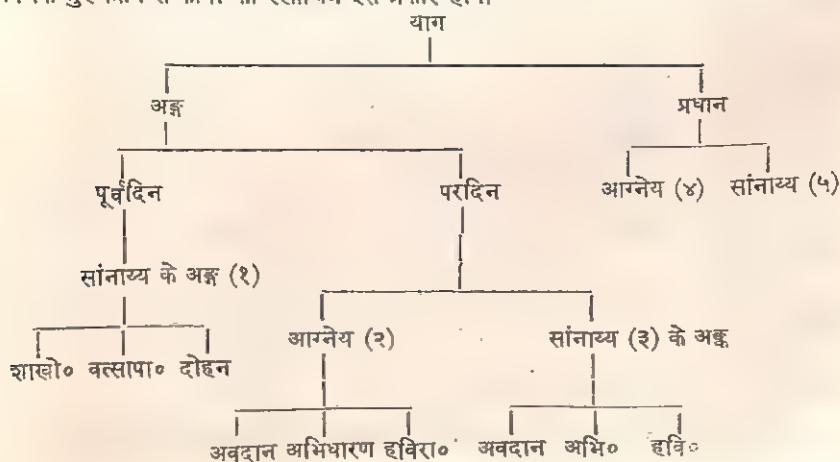 याग
अङ्ग प्रधान
पूर्वदिन परदिन आग्नेय (४) सांनाय्य (५)
सांनाय्य के अङ्ग (१)
आग्नेय (२) सांनाय्य (३) के अङ्ग
शाखो० वत्सापा० दोहन
अवदान अभिधारण हविरा० अवदान अभि० हवि०